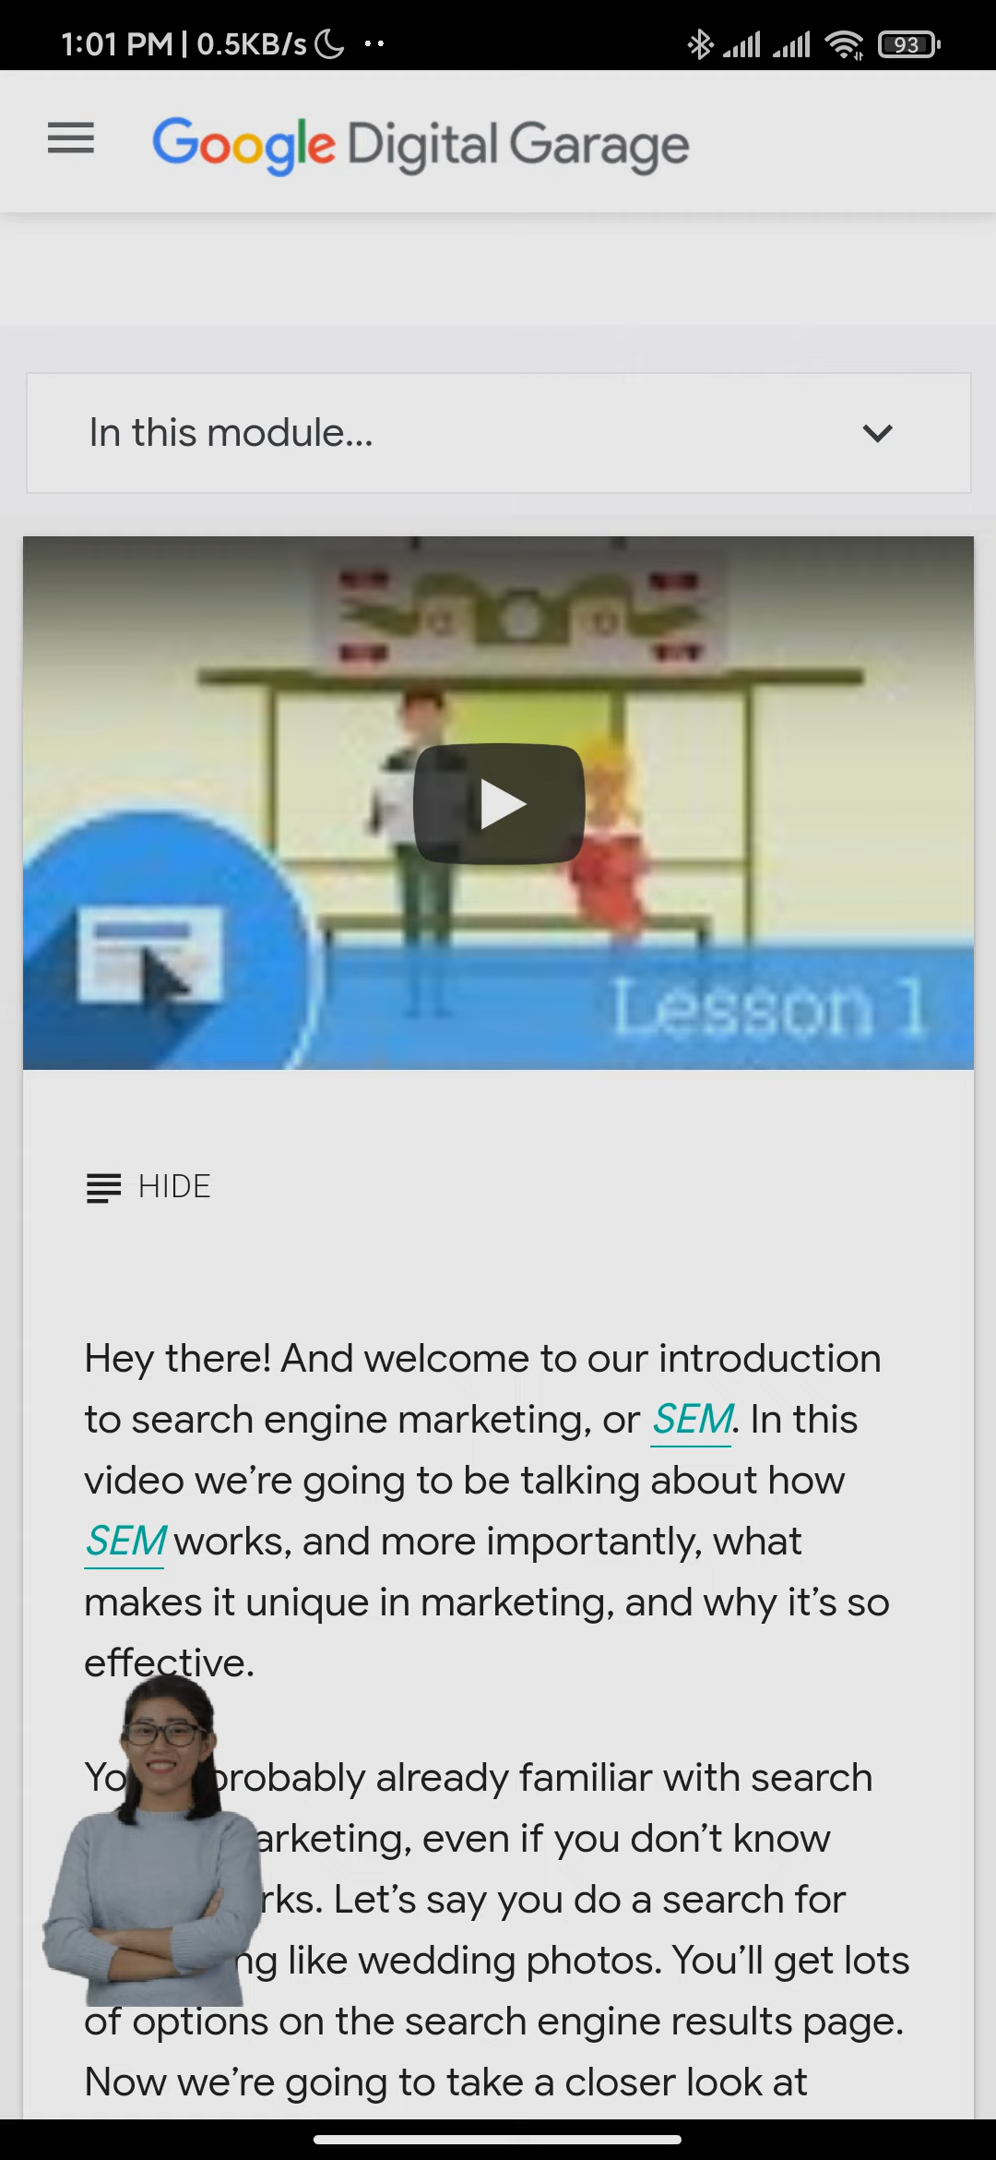 1:01 PM | 0.5KB/s
93
Google Digital Garage
In this module...
Lesson 1
HIDE
Hey there! And welcome to our introduction
to search engine marketing, or SEM. In this
video we're going to be talking about how
SEM works, and more importantly, what
makes it unique in marketing, and why it's so
effective.
Yo probably already familiar with search
arketing, even if you don't know
rks. Let's say you do a search for
ng like wedding photos. You'll get lots
of options on the search engine results page.
Now we're going to take a closer look at